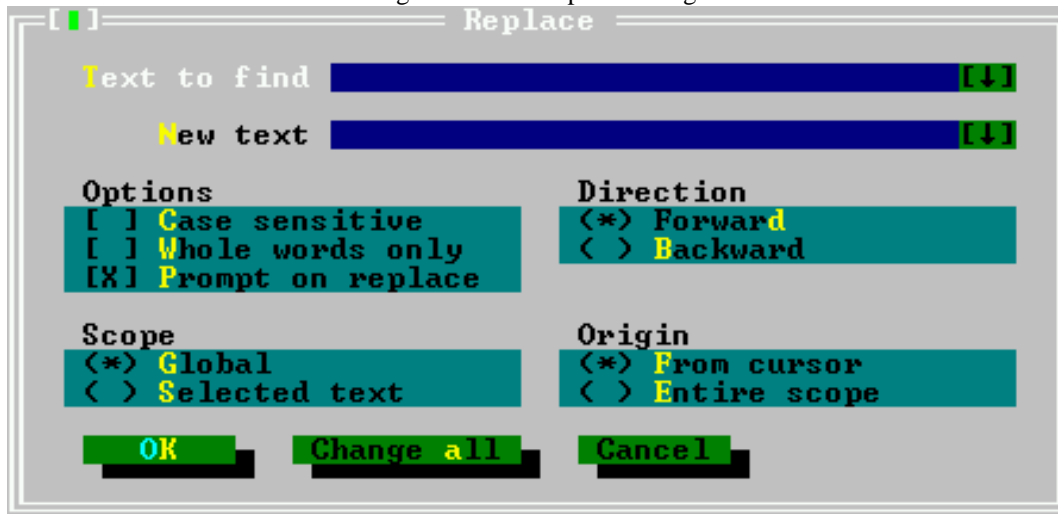 [▮] Replace
Text to find [↓]
New text [↓]
Options Direction
[ ] Case sensitive (*) Forward
[ ] Whole words only ( ) Backward
[X] Prompt on replace
Scope Origin
(*) Global (*) From cursor
( ) Selected text ( ) Entire scope
OK Change all Cancel